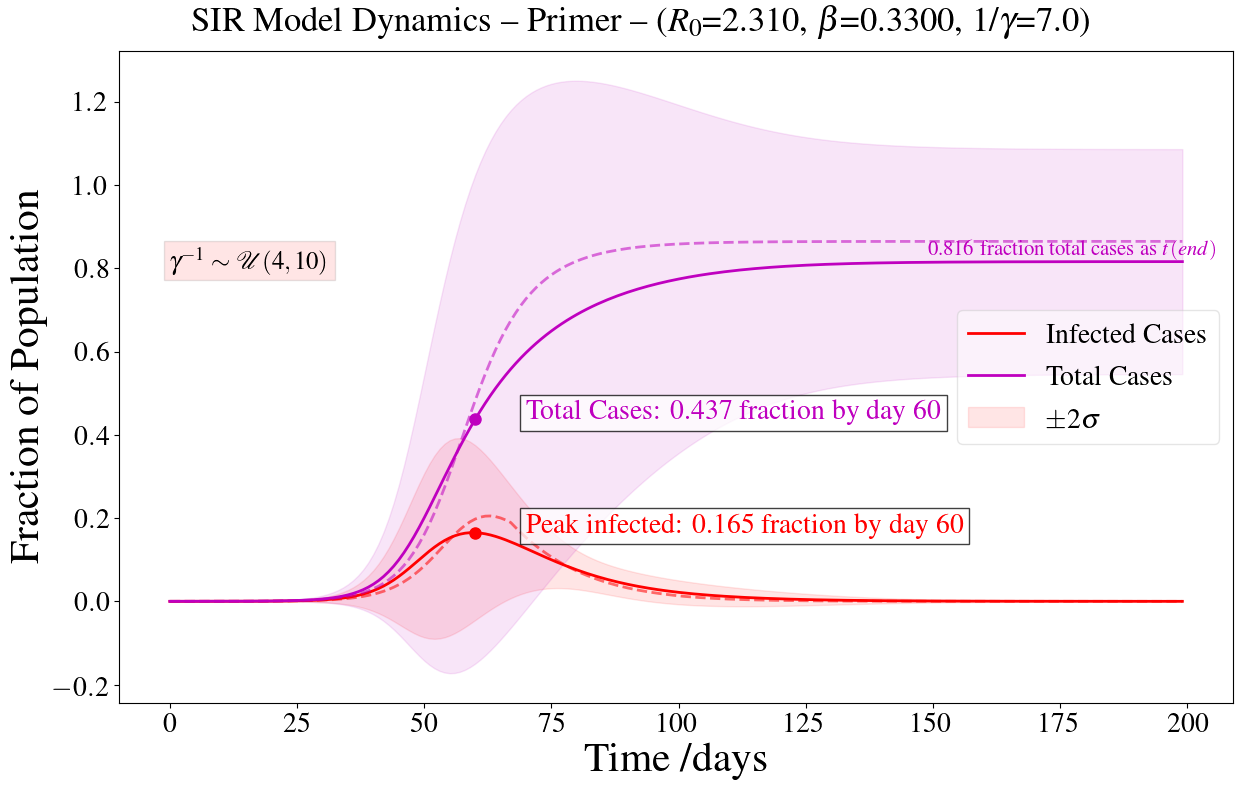 SIR Model Dynamics – Primer – (R₀=2.310, β=0.3300, 1/γ=7.0)
Fraction of Population
1.2
1.0
0.8
0.6
0.4
0.2
0.0
−0.2
γ⁻¹ ∼ 𝒰 (4, 10)
0.816 fraction total cases as t(end)
Infected Cases
Total Cases
±2σ
Total Cases: 0.437 fraction by day 60
Peak infected: 0.165 fraction by day 60
0 25 50 75 100 125 150 175 200
Time /days